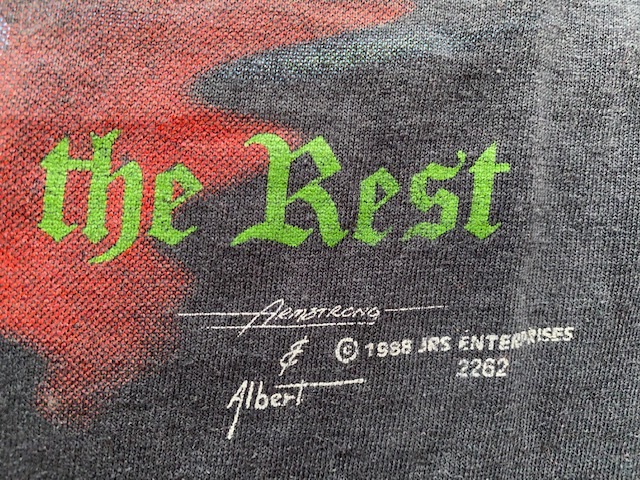 the Rest
ARMSTRONG
&
Albert
© 1988 JRS ENTERPRISES
2262